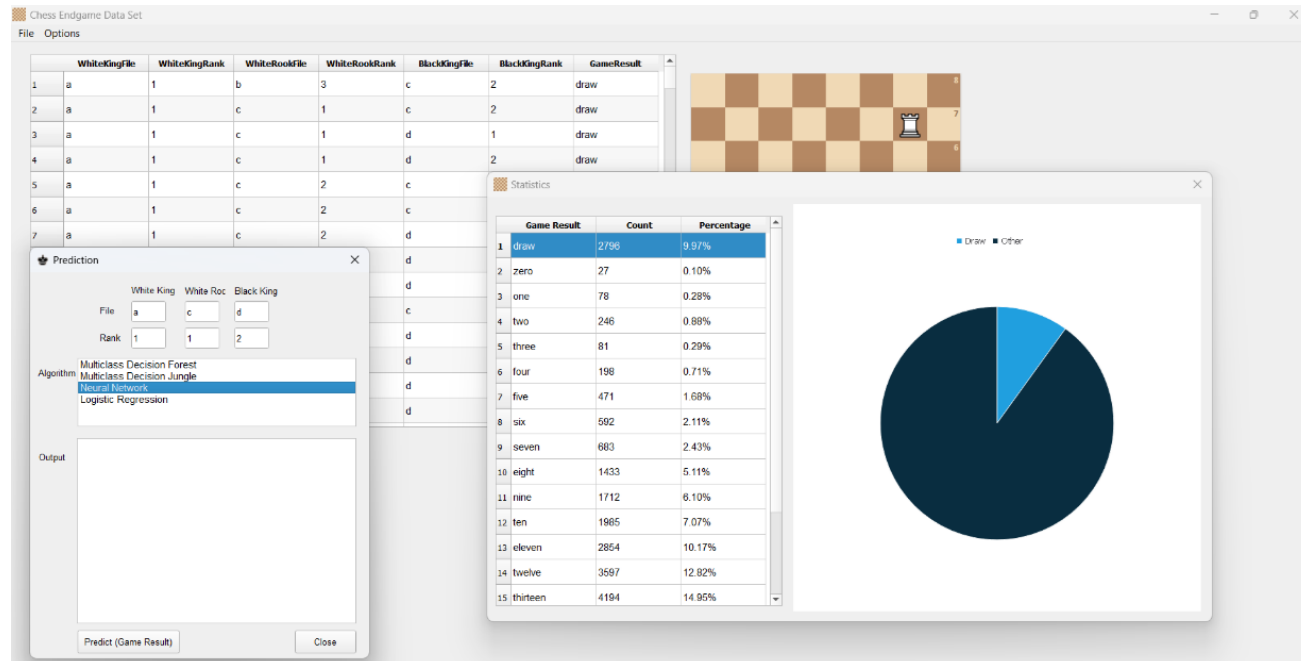 Chess Endgame Data Set
File Options
WhiteKingFile WhiteKingRank WhiteRookFile WhiteRookRank BlackKingFile BlackKingRank GameResult
1 a 1 b 3 c 2 draw
2 a 1 c 1 c 2 draw
3 a 1 c 1 d 1 draw
4 a 1 c 1 d 2 draw
5 a 1 c 2 c
6 a 1 c 2 c
7 a 1 c 2 d
d
d
c
d
d
d
d
8
7
6
Prediction
White King White Roc Black King
File a c d
Rank 1 1 2
Algorithm
Multiclass Decision Forest
Multiclass Decision Jungle
Neural Network
Logistic Regression
Output
Predict (Game Result) Close
Statistics
Game Result Count Percentage
1 draw 2796 9.97%
2 zero 27 0.10%
3 one 78 0.28%
4 two 246 0.88%
5 three 81 0.29%
6 four 198 0.71%
7 five 471 1.68%
8 six 592 2.11%
9 seven 683 2.43%
10 eight 1433 5.11%
11 nine 1712 6.10%
12 ten 1985 7.07%
13 eleven 2854 10.17%
14 twelve 3597 12.82%
15 thirteen 4194 14.95%
Draw Other